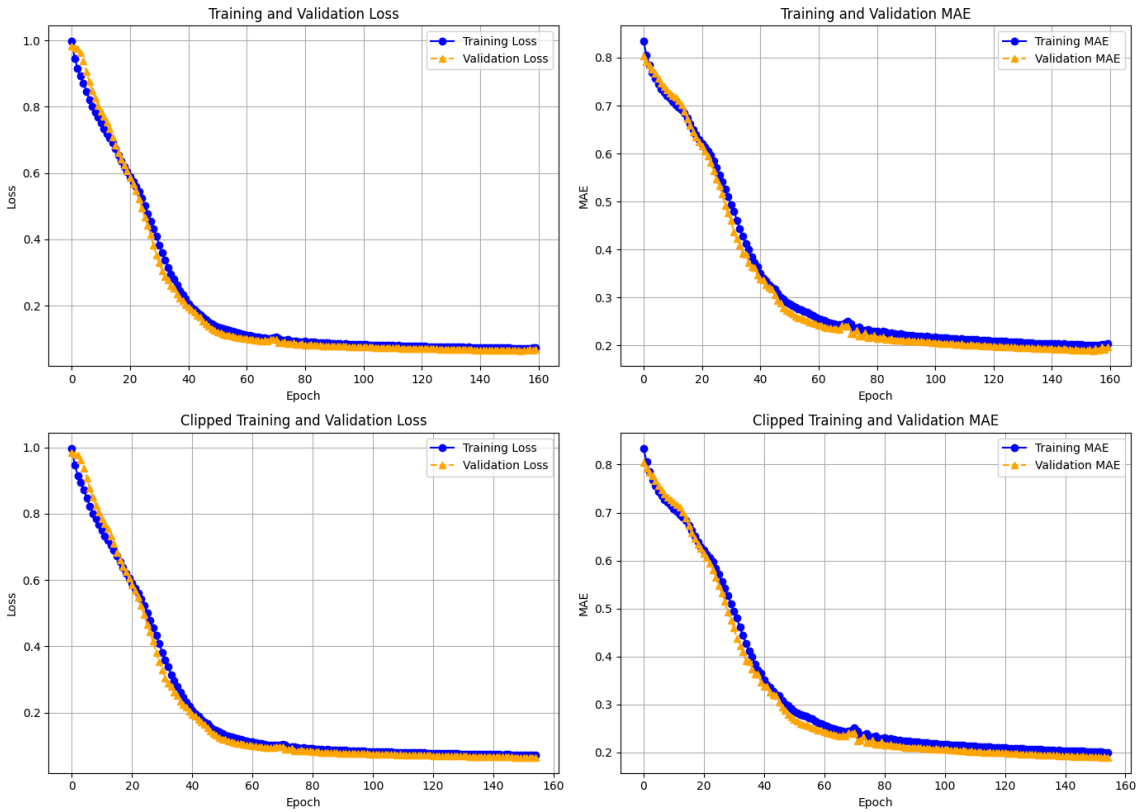 Training and Validation Loss
Training Loss
Validation Loss
1.0
0.8
0.6
0.4
0.2
Loss
0 20 40 60 80 100 120 140 160
Epoch
Training and Validation MAE
Training MAE
Validation MAE
0.8
0.7
0.6
0.5
0.4
0.3
0.2
MAE
0 20 40 60 80 100 120 140 160
Epoch
Clipped Training and Validation Loss
Training Loss
Validation Loss
1.0
0.8
0.6
0.4
0.2
Loss
0 20 40 60 80 100 120 140 160
Epoch
Clipped Training and Validation MAE
Training MAE
Validation MAE
0.8
0.7
0.6
0.5
0.4
0.3
0.2
MAE
0 20 40 60 80 100 120 140 160
Epoch